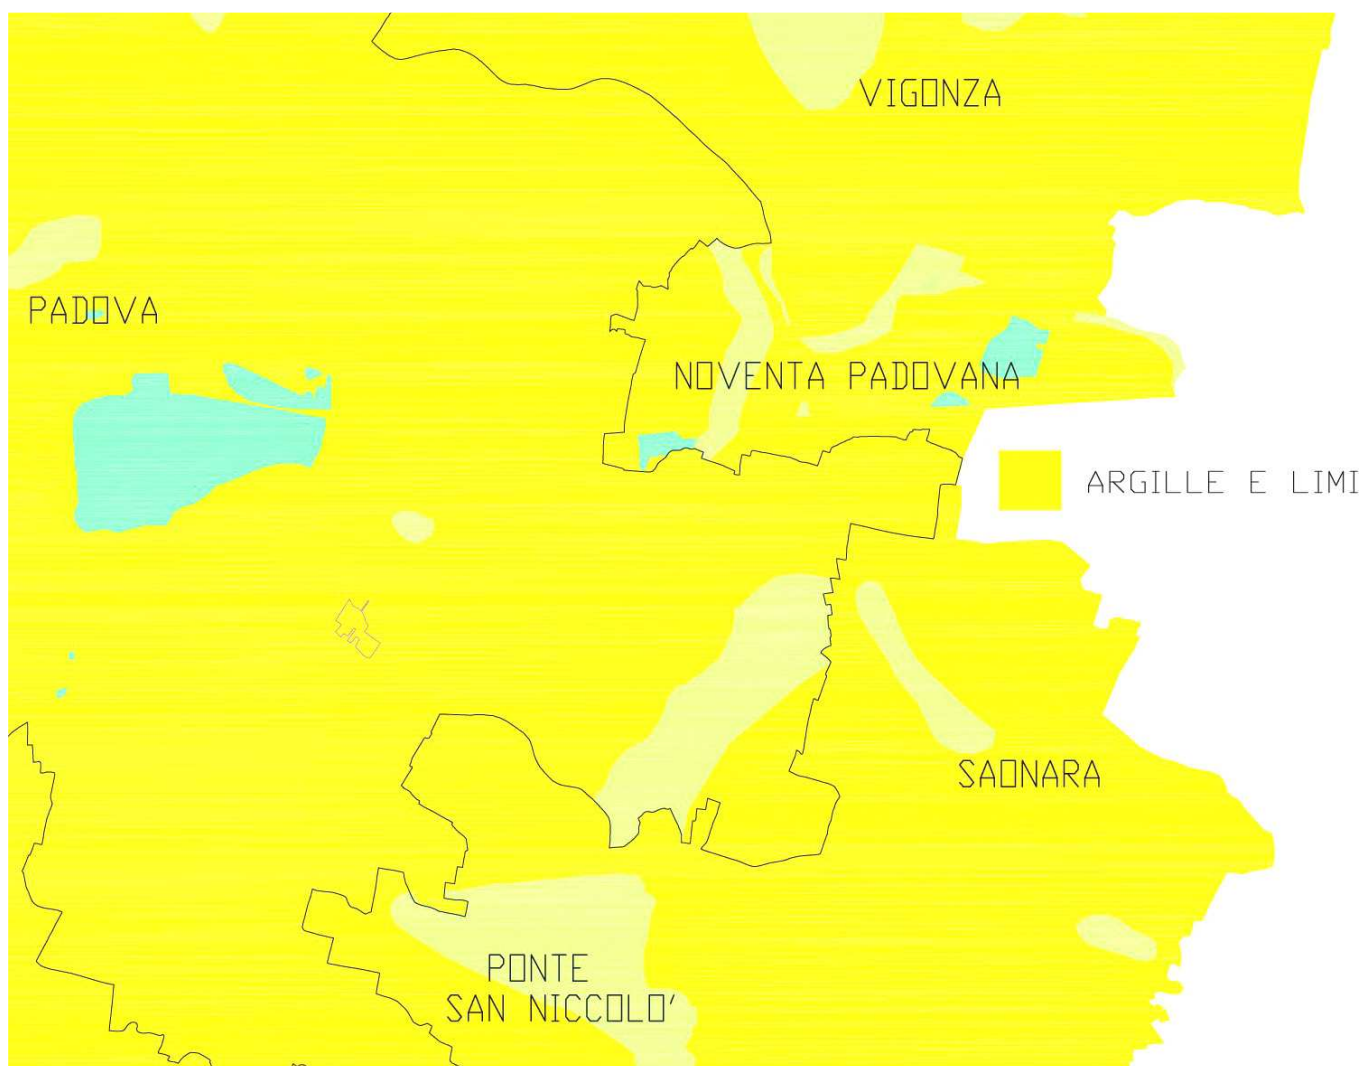 VIGONZA
PADOVA
NOVENTA PADOVANA
ARGILLE E LIMI
SAONARA
PONTE
SAN NICCOLO'